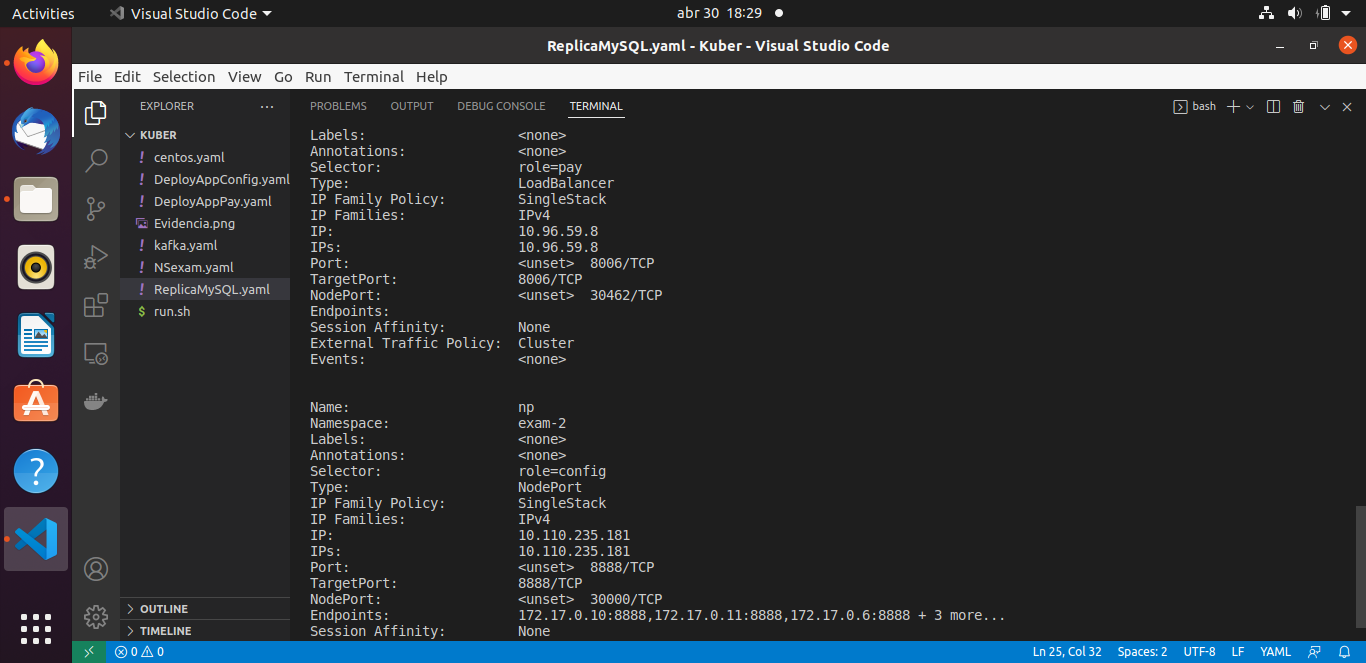 Activities Visual Studio Code abr 30 18:29
ReplicaMySQL.yaml - Kuber - Visual Studio Code
File Edit Selection View Go Run Terminal Help
EXPLORER
KUBER
centos.yaml
DeployAppConfig.yaml
DeployAppPay.yaml
Evidencia.png
kafka.yaml
NSexam.yaml
ReplicaMySQL.yaml
$ run.sh
OUTLINE
TIMELINE
PROBLEMS OUTPUT DEBUG CONSOLE TERMINAL bash
Labels: <none>
Annotations: <none>
Selector: role=pay
Type: LoadBalancer
IP Family Policy: SingleStack
IP Families: IPv4
IP: 10.96.59.8
IPs: 10.96.59.8
Port: <unset> 8006/TCP
TargetPort: 8006/TCP
NodePort: <unset> 30462/TCP
Endpoints:
Session Affinity: None
External Traffic Policy: Cluster
Events: <none>
Name: np
Namespace: exam-2
Labels: <none>
Annotations: <none>
Selector: role=config
Type: NodePort
IP Family Policy: SingleStack
IP Families: IPv4
IP: 10.110.235.181
IPs: 10.110.235.181
Port: <unset> 8888/TCP
TargetPort: 8888/TCP
NodePort: <unset> 30000/TCP
Endpoints: 172.17.0.10:8888,172.17.0.11:8888,172.17.0.6:8888 + 3 more...
Session Affinity: None
0 0 Ln 25, Col 32 Spaces: 2 UTF-8 LF YAML